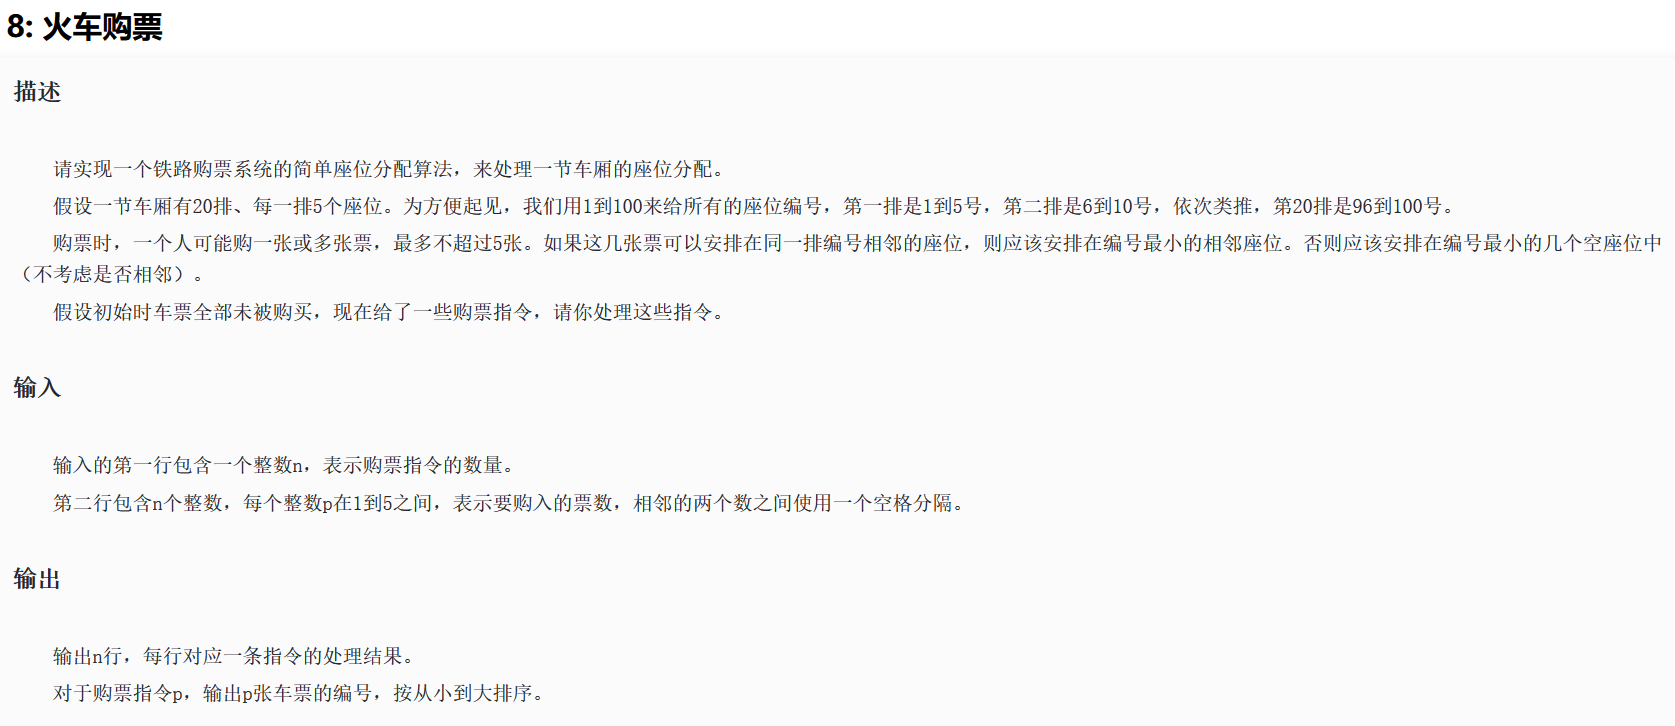 8: 火车购票
描述
请实现一个铁路购票系统的简单座位分配算法，来处理一节车厢的座位分配。
假设一节车厢有20排、每一排5个座位。为方便起见，我们用1到100来给所有的座位编号，第一排是1到5号，第二排是6到10号，依次类推，第20排是96到100号。
购票时，一个人可能购一张或多张票，最多不超过5张。如果这几张票可以安排在同一排编号相邻的座位，则应该安排在编号最小的相邻座位。否则应该安排在编号最小的几个空座位中
（不考虑是否相邻）。
假设初始时车票全部未被购买，现在给了一些购票指令，请你处理这些指令。
输入
输入的第一行包含一个整数n，表示购票指令的数量。
第二行包含n个整数，每个整数p在1到5之间，表示要购入的票数，相邻的两个数之间使用一个空格分隔。
输出
输出n行，每行对应一条指令的处理结果。
对于购票指令p，输出p张车票的编号，按从小到大排序。